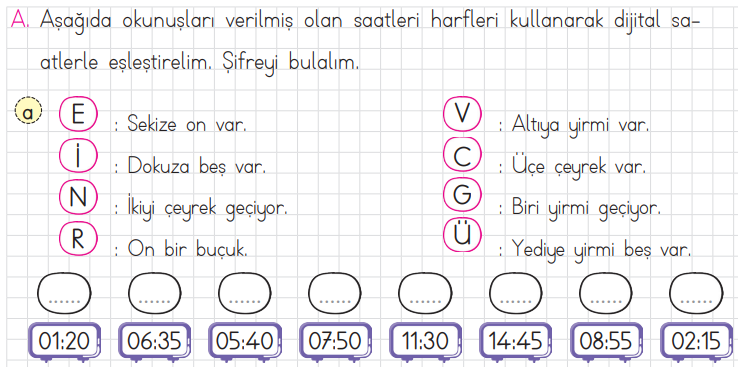 A. Aşağıda okunuşları verilmiş olan saatleri harfleri kullanarak dijital sa-
atlerle eşleştirelim. Şifreyi bulalım.
a E : Sekize on var. V : Altıya yirmi var.
İ : Dokuza beş var. C : Üçe çeyrek var.
N : İkiyi çeyrek geçiyor. G : Biri yirmi geçiyor.
R : On bir buçuk. Ü : Yediye yirmi beş var.
...... ...... ...... ...... ...... ...... ...... ......
01:20 06:35 05:40 07:50 11:30 14:45 08:55 02:15